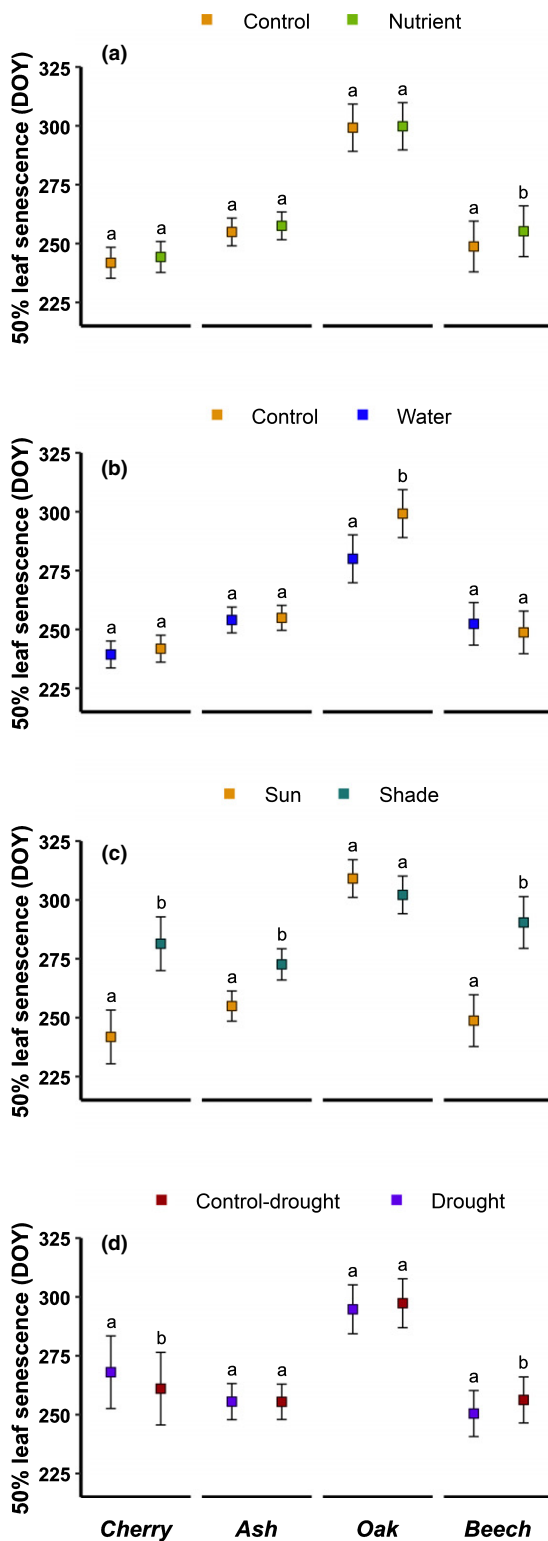 Control Nutrient
(a)
50% leaf senescence (DOY)
325
300
275
250
225
a a a a a a a b
Control Water
(b)
50% leaf senescence (DOY)
325
300
275
250
225
a a a a a b a a
Sun Shade
(c)
50% leaf senescence (DOY)
325
300
275
250
225
a b a b a a a b
Control-drought Drought
(d)
50% leaf senescence (DOY)
325
300
275
250
225
a b a a a a a b
Cherry Ash Oak Beech